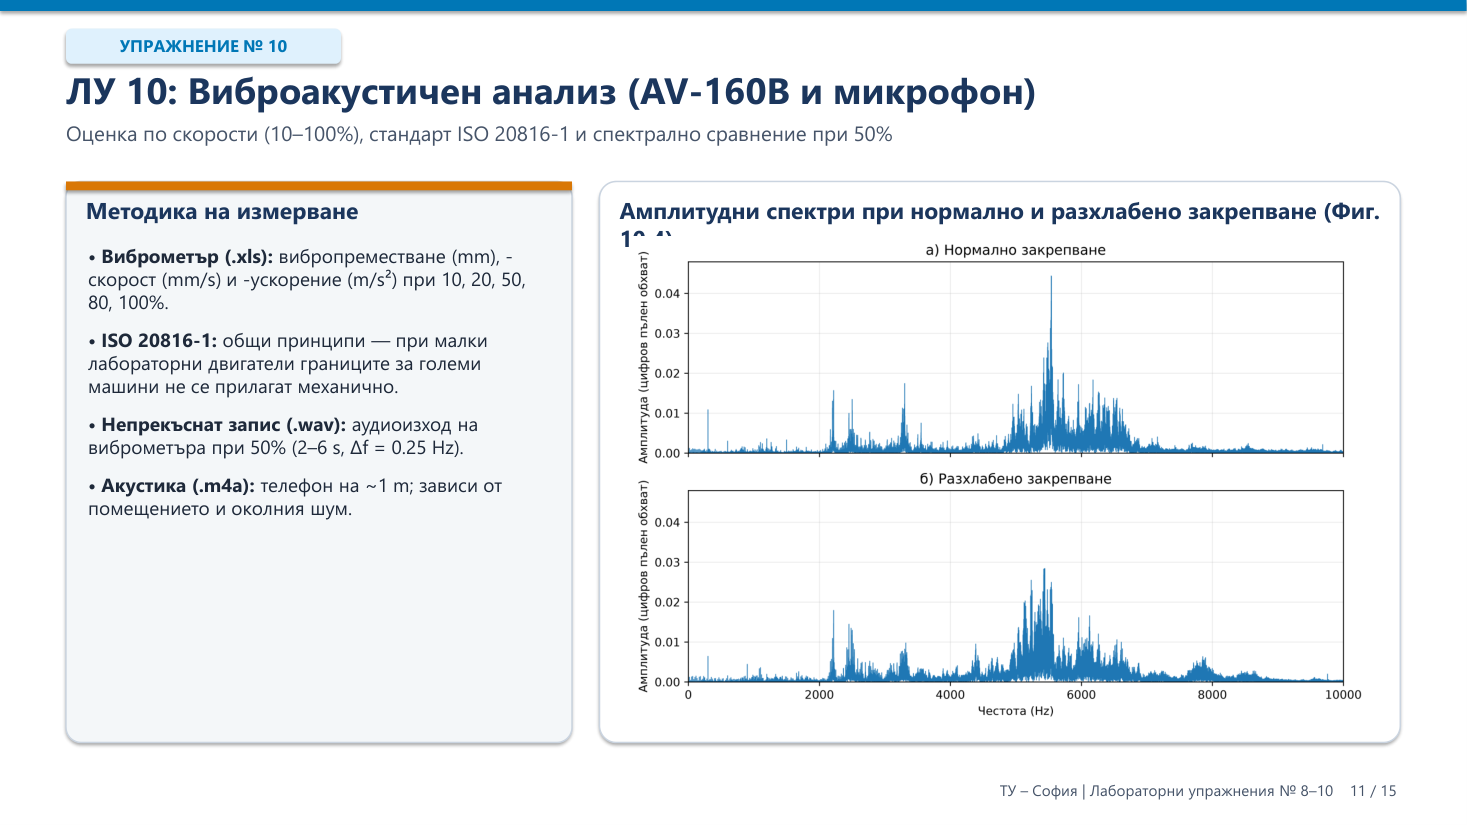 УПРАЖНЕНИЕ № 10
ЛУ 10: Виброакустичен анализ (AV-160B и микрофон)
Оценка по скорости (10–100%), стандарт ISO 20816-1 и спектрално сравнение при 50%
Методика на измерване
• Виброметър (.xls): вибропреместване (mm), -
скорост (mm/s) и -ускорение (m/s²) при 10, 20, 50,
80, 100%.
• ISO 20816-1: общи принципи — при малки
лабораторни двигатели границите за големи
машини не се прилагат механично.
• Непрекъснат запис (.wav): аудиоизход на
виброметъра при 50% (2–6 s, Δf = 0.25 Hz).
• Акустика (.m4a): телефон на ~1 m; зависи от
помещението и околния шум.
Амплитудни спектри при нормално и разхлабено закрепване (Фиг.
10.4)
а) Нормално закрепване
Амплитуда (цифров пълен обхват)
0.04
0.03
0.02
0.01
0.00
б) Разхлабено закрепване
Амплитуда (цифров пълен обхват)
0.04
0.03
0.02
0.01
0.00
0 2000 4000 6000 8000 10000
Честота (Hz)
ТУ – София | Лабораторни упражнения № 8–10 11 / 15